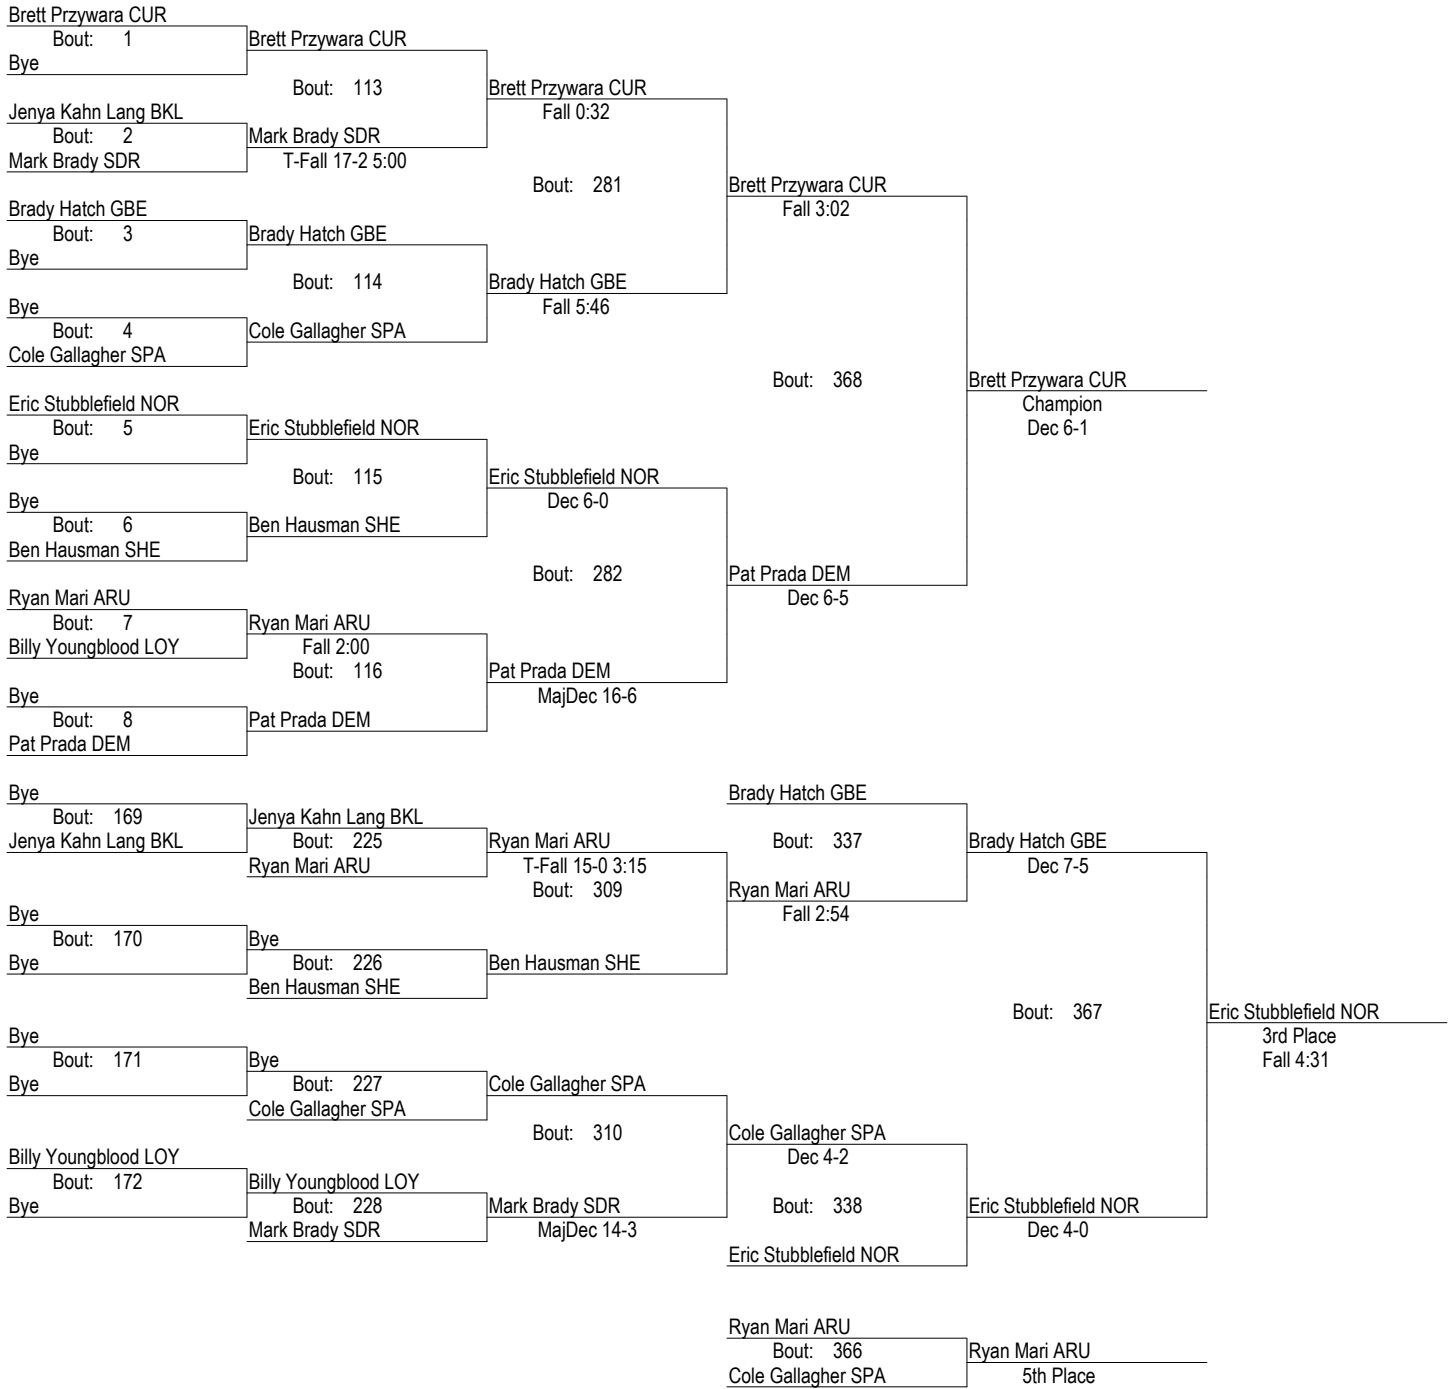 Brett Przywara CUR
Bout: 1
Brett Przywara CUR
Bye
Bout: 113
Brett Przywara CUR
Jenya Kahn Lang BKL
Fall 0:32
Bout: 2
Mark Brady SDR
Mark Brady SDR
T-Fall 17-2 5:00
Bout: 281
Brett Przywara CUR
Brady Hatch GBE
Fall 3:02
Bout: 3
Brady Hatch GBE
Bye
Bout: 114
Brady Hatch GBE
Bye
Fall 5:46
Bout: 4
Cole Gallagher SPA
Cole Gallagher SPA
Bout: 368
Brett Przywara CUR
Eric Stubblefield NOR
Champion
Bout: 5
Eric Stubblefield NOR
Dec 6-1
Bye
Bout: 115
Eric Stubblefield NOR
Bye
Dec 6-0
Bout: 6
Ben Hausman SHE
Ben Hausman SHE
Bout: 282
Pat Prada DEM
Ryan Mari ARU
Dec 6-5
Bout: 7
Ryan Mari ARU
Billy Youngblood LOY
Fall 2:00
Bout: 116
Pat Prada DEM
Bye
MajDec 16-6
Bout: 8
Pat Prada DEM
Pat Prada DEM
Bye
Brady Hatch GBE
Bout: 169
Jenya Kahn Lang BKL
Jenya Kahn Lang BKL
Bout: 225
Ryan Mari ARU
Bout: 337
Brady Hatch GBE
Ryan Mari ARU
T-Fall 15-0 3:15
Dec 7-5
Bout: 309
Ryan Mari ARU
Bye
Fall 2:54
Bout: 170
Bye
Bye
Bout: 226
Ben Hausman SHE
Ben Hausman SHE
Bout: 367
Eric Stubblefield NOR
Bye
3rd Place
Bout: 171
Bye
Fall 4:31
Bye
Bout: 227
Cole Gallagher SPA
Cole Gallagher SPA
Bout: 310
Cole Gallagher SPA
Billy Youngblood LOY
Dec 4-2
Bout: 172
Billy Youngblood LOY
Bye
Bout: 228
Mark Brady SDR
Bout: 338
Eric Stubblefield NOR
Mark Brady SDR
MajDec 14-3
Dec 4-0
Eric Stubblefield NOR
Ryan Mari ARU
Bout: 366
Ryan Mari ARU
Cole Gallagher SPA
5th Place